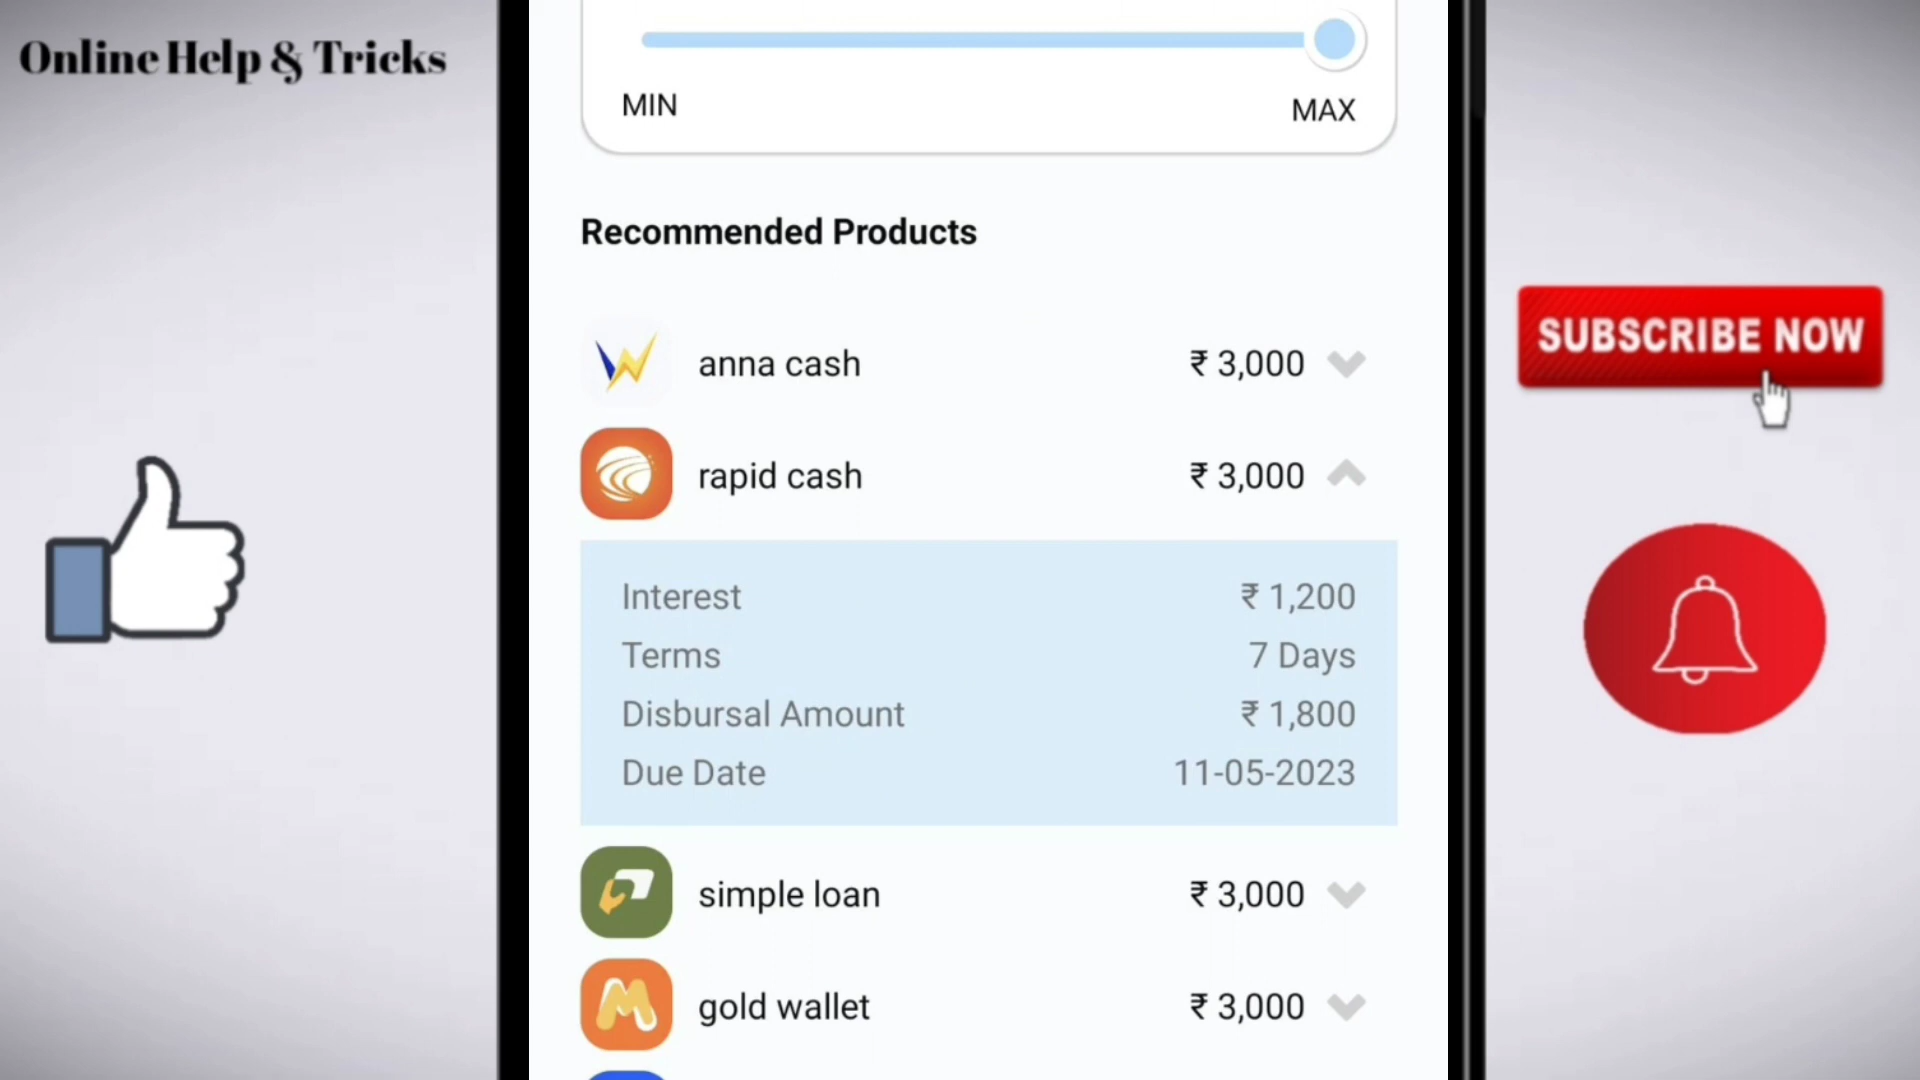 Online Help & Tricks
MIN
MAX
Recommended Products
anna cash ₹ 3,000
rapid cash ₹ 3,000
Interest ₹ 1,200
Terms 7 Days
Disbursal Amount ₹ 1,800
Due Date 11-05-2023
simple loan ₹ 3,000
gold wallet ₹ 3,000
SUBSCRIBE NOW